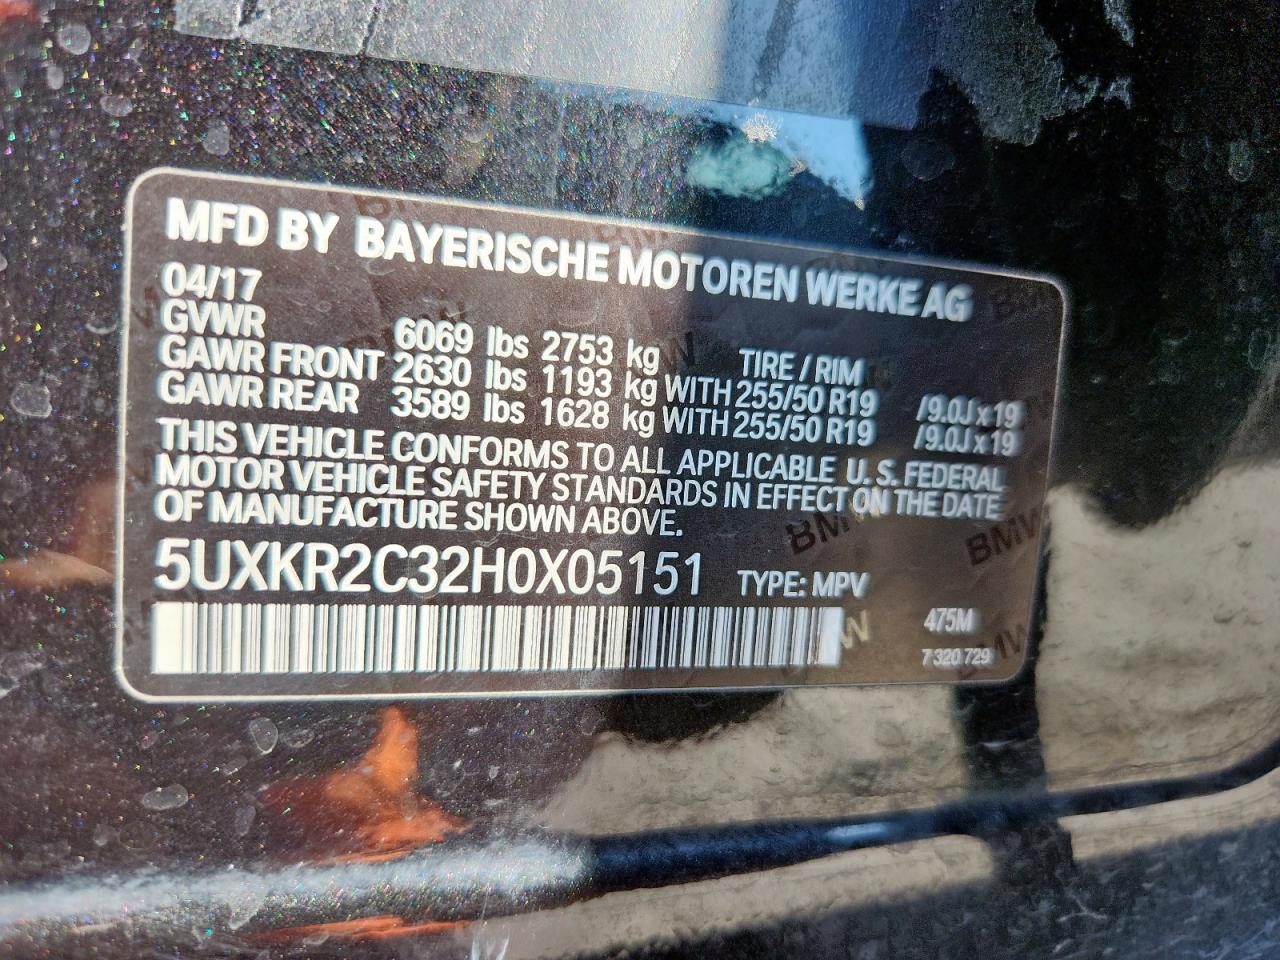 MFD BY BAYERISCHE MOTOREN WERKE AG
04/17
GVWR 6069 lbs 2753 kg TIRE / RIM
GAWR FRONT 2630 lbs 1193 kg WITH 255/50 R19 /9.0J x 19
GAWR REAR 3589 lbs 1628 kg WITH 255/50 R19 /9.0J x 19
THIS VEHICLE CONFORMS TO ALL APPLICABLE U.S. FEDERAL
MOTOR VEHICLE SAFETY STANDARDS IN EFFECT ON THE DATE
OF MANUFACTURE SHOWN ABOVE.
5UXKR2C32H0X05151 TYPE: MPV
475M
7 320 729